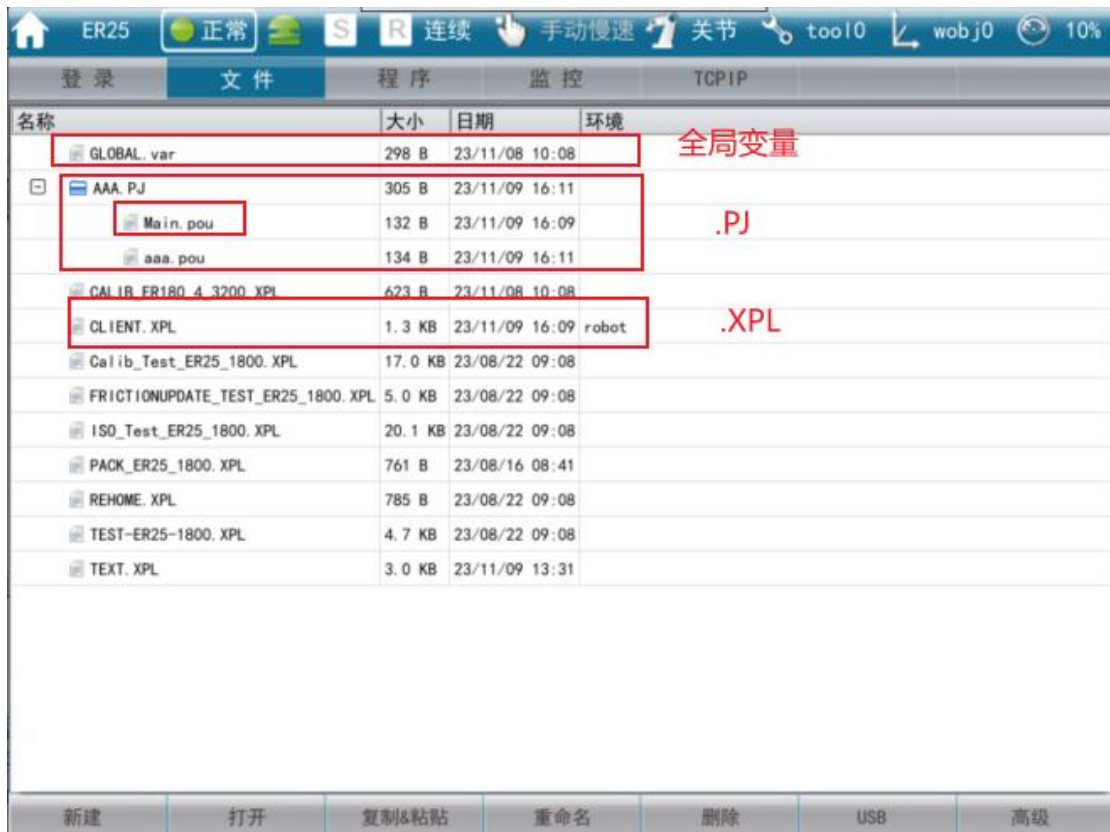 ER25 正常 S R 连续 手动慢速 关节 tool0 wobj0 10%
登录 文件 程序 监控 TCPIP
名称 大小 日期 环境
GLOBAL.var 298 B 23/11/08 10:08 全局变量
AAA.PJ 305 B 23/11/09 16:11
Main.pou 132 B 23/11/09 16:09 .PJ
aaa.pou 134 B 23/11/09 16:11
CALIB_ER180_4_3200.XPL 623 B 23/11/08 10:08
CLIENT.XPL 1.3 KB 23/11/09 16:09 robot .XPL
Calib_Test_ER25_1800.XPL 17.0 KB 23/08/22 09:08
FRICTIONUPDATE_TEST_ER25_1800.XPL 5.0 KB 23/08/22 09:08
ISO_Test_ER25_1800.XPL 20.1 KB 23/08/22 09:08
PACK_ER25_1800.XPL 761 B 23/08/16 08:41
REHOME.XPL 785 B 23/08/22 09:08
TEST-ER25-1800.XPL 4.7 KB 23/08/22 09:08
TEXT.XPL 3.0 KB 23/11/09 13:31
新建 打开 复制&粘贴 重命名 删除 USB 高级